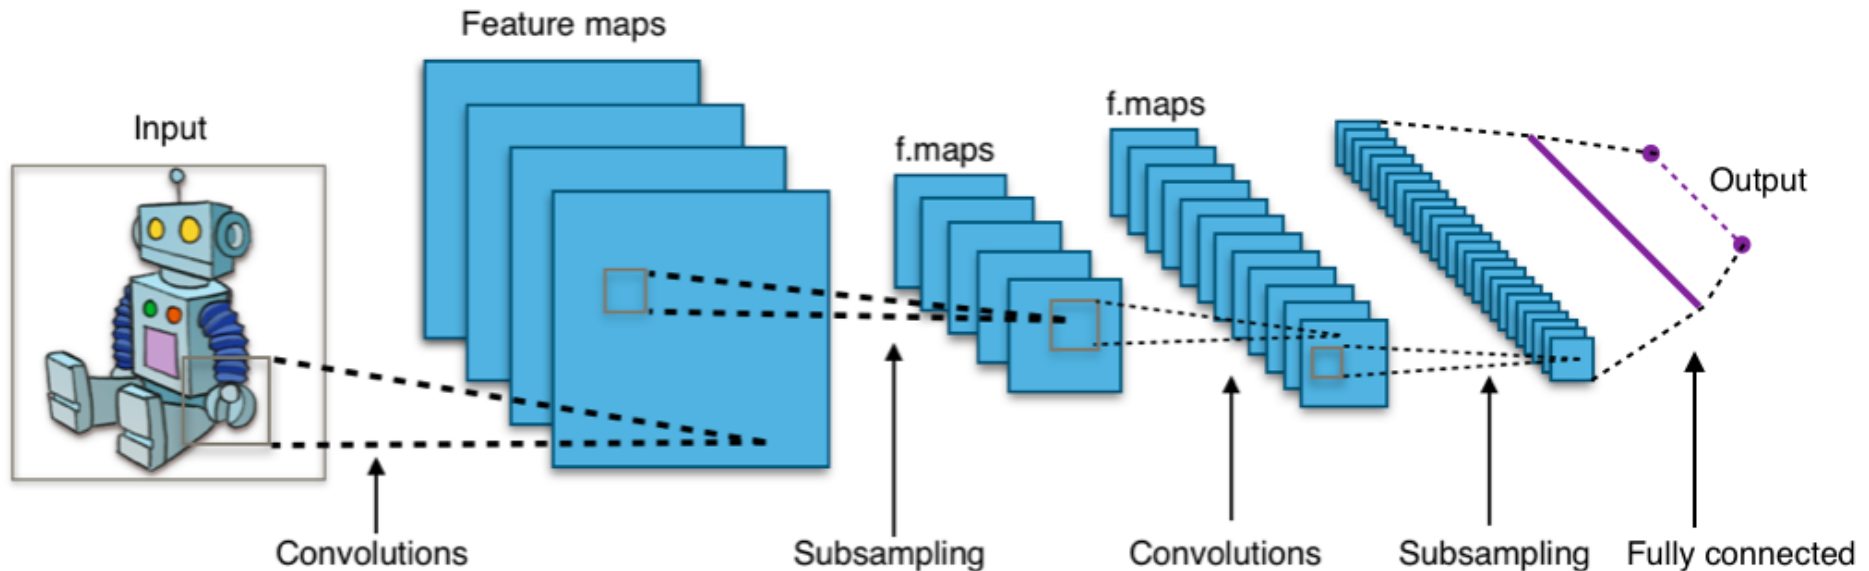 Feature maps
f.maps
Input
f.maps
Output
Convolutions
Subsampling
Convolutions
Subsampling
Fully connected